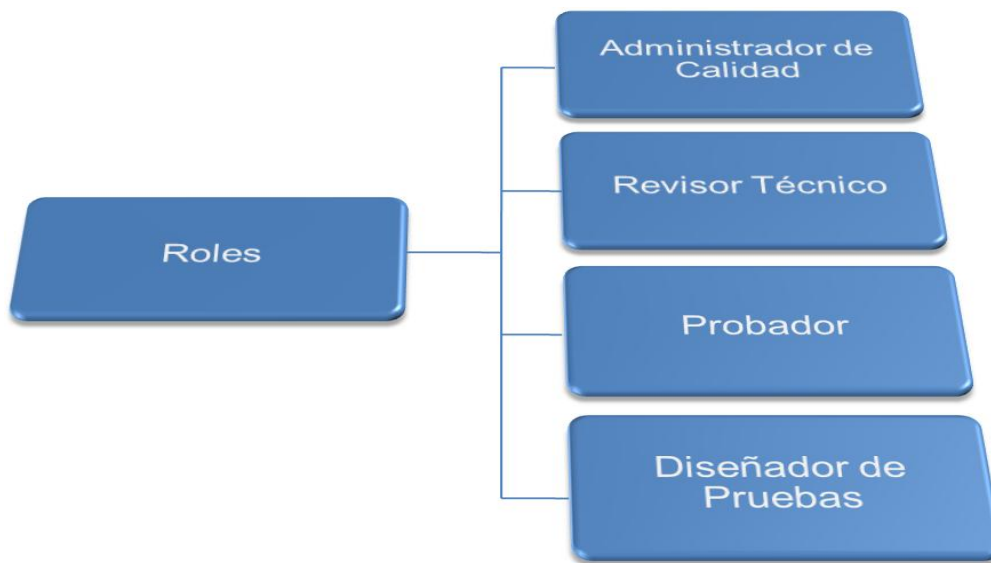 Roles
Administrador de
Calidad
Revisor Técnico
Probador
Diseñador de
Pruebas